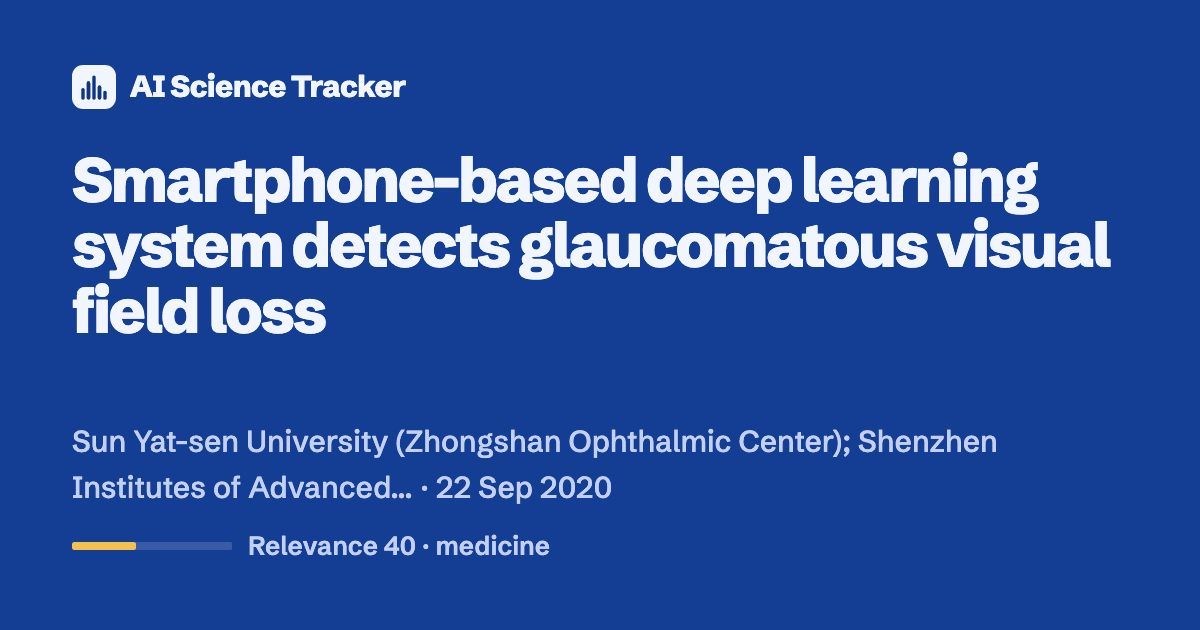 AI Science Tracker
Smartphone-based deep learning
system detects glaucomatous visual
field loss
Sun Yat-sen University (Zhongshan Ophthalmic Center); Shenzhen
Institutes of Advanced... · 22 Sep 2020
Relevance 40 · medicine